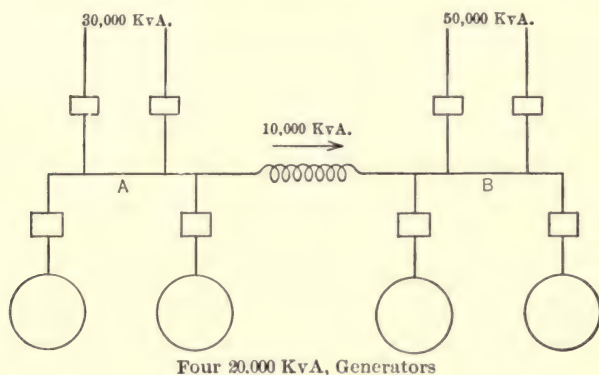 30,000 KvA.
50,000 KvA.
10,000 KvA.
A
B
Four 20,000 KvA, Generators